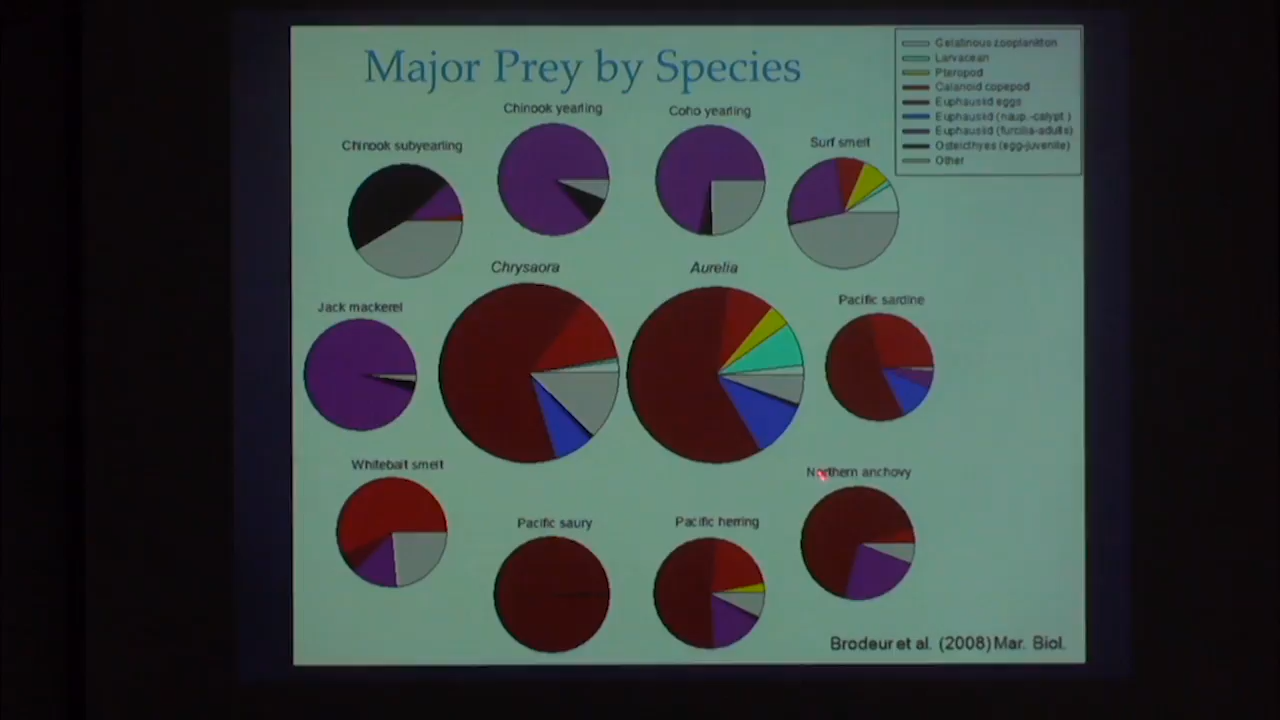 Major Prey by Species
Gelatinous zooplankton
Larvacean
Pteropod
Calanoid copepod
Euphausiid eggs
Euphausiid (naup.-calypt.)
Euphausiid (furcilia-adults)
Osteicthyes (egg-juvenile)
Other
Chinook subyearling
Chinook yearling
Coho yearling
Surf smelt
Chrysaora
Aurelia
Jack mackerel
Pacific sardine
Whitebait smelt
Pacific saury
Pacific herring
Northern anchovy
Brodeur et al. (2008) Mar. Biol.